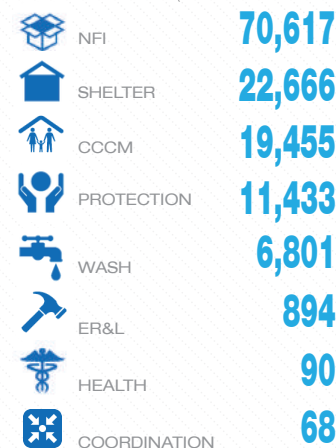 NFI 70,617
SHELTER 22,666
CCCM 19,455
PROTECTION 11,433
WASH 6,801
ER&L 894
HEALTH 90
COORDINATION 68